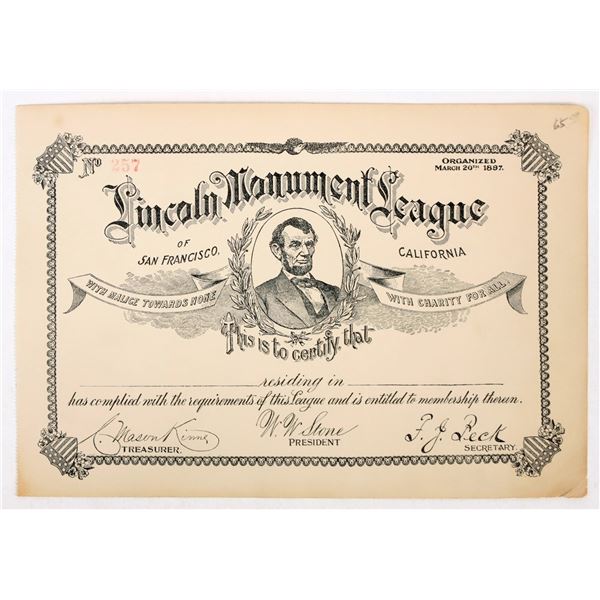 65
No 257
ORGANIZED
MARCH 20TH 1897.
Lincoln Monument League
OF
SAN FRANCISCO, CALIFORNIA
WITH MALICE TOWARDS NONE
WITH CHARITY FOR ALL.
This is to certify, that
residing in
has complied with the requirements of this League and is entitled to membership therein.
C. Mason Kinne
TREASURER.
W. W. Stone
PRESIDENT
F. J. Peck
SECRETARY.